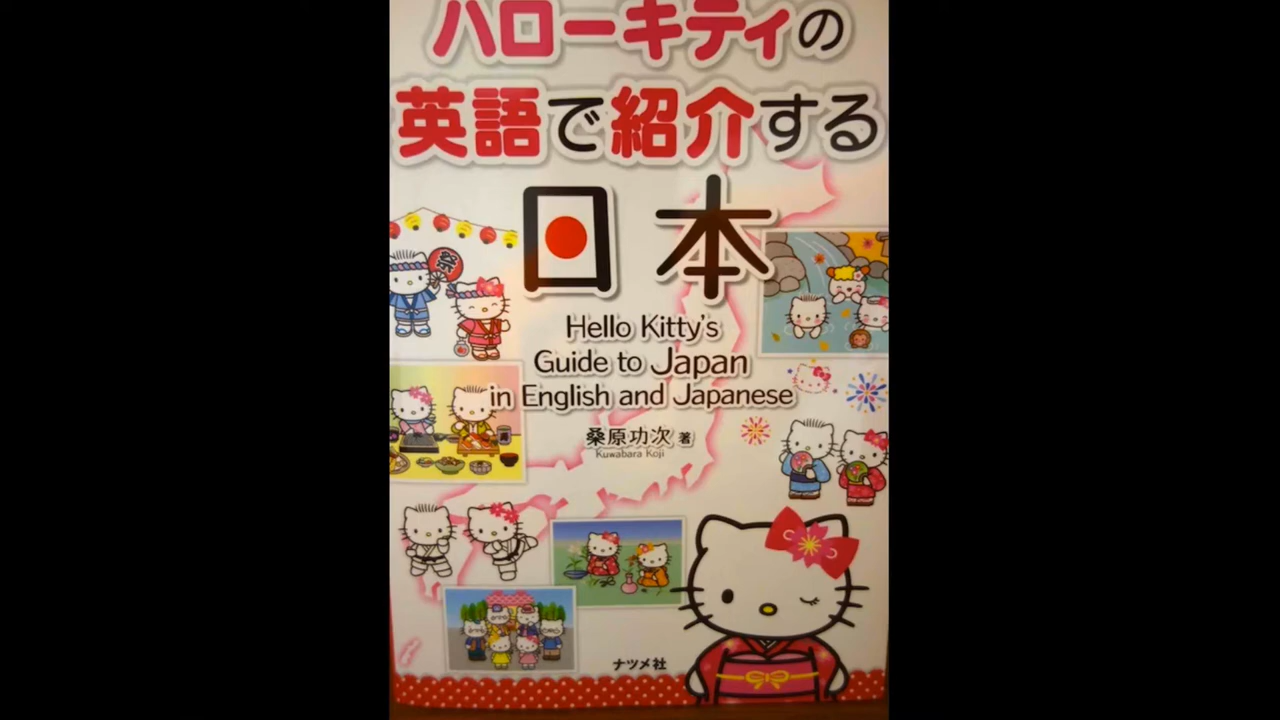 ハローキティの
英語で紹介する
日本
Hello Kitty's
Guide to Japan
in English and Japanese
桑原功次 著
Kuwabara Koji
ナツメ社